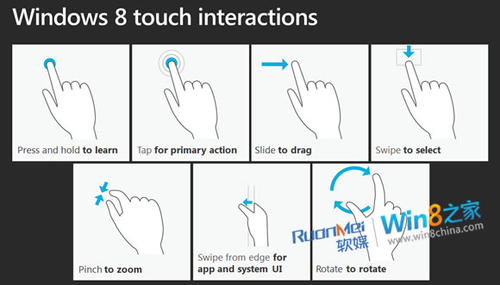 Windows 8 touch interactions
Press and hold to learn
Tap for primary action
Slide to drag
Swipe to select
Pinch to zoom
Swipe from edge for
app and system UI
Rotate to rotate
RuanMei
软媒
Win8之家
www.win8china.com